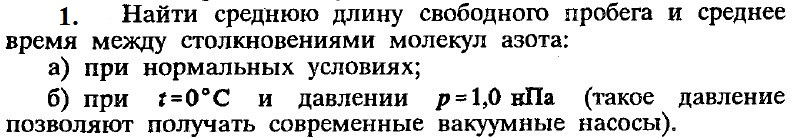 1. Найти среднюю длину свободного пробега и среднее
время между столкновениями молекул азота:
а) при нормальных условиях;
б) при t=0°С и давлении p=1,0 нПа (такое давление
позволяют получать современные вакуумные насосы).